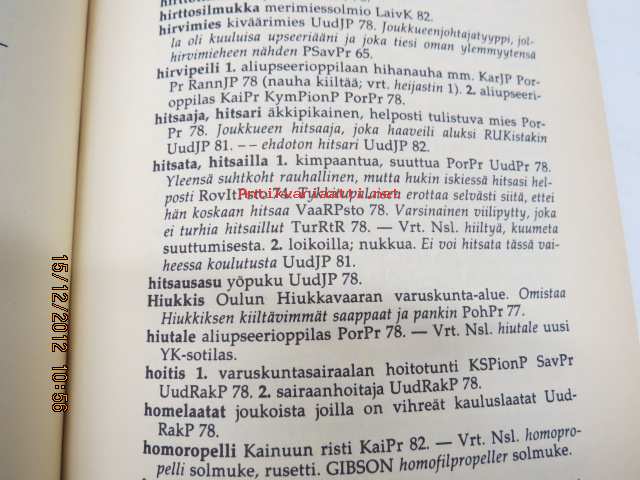 hirttosilmukka merimiessolmio LaivK 82.
hirvimies kiväärimies UudJP 78. Joukkueenjohtajatyyppi, jol-
la oli kuuluisa upseeriääni ja joka tiesi oman ylemmyytensä
hirvimieheen nähden PSavPr 65.
hirvipeili 1. aliupseerioppilaan hihanauha mm. KarJP Por-
Pr RannJP 78 (nauha kiiltää; vrt. heijastin 1). 2. aliupseeri-
oppilas KaiPr KymPionP PorPr 78.
hitsaaja, hitsari äkkipikainen, helposti tulistuva mies Por-
Pr 78. Joukkueen hitsaaja, joka haaveili aluksi RUKistakin
UudJP 81. — – ehdoton hitsari UudJP 82.
hitsata, hitsailla 1. kimpaantua, suuttua PorPr UudPr 78.
Yleensä suhtkoht rauhallinen, mutta hukin iskiessä hitsasi hel-
posti 74. erottaa selvästi siitä, ettei
hän koskaan hitsaa VaaRPsto 78. Varsinainen viilipytty, joka
ei turhia hitsaillut TurRtR 78. — Vrt. Nsl. hiiltyä, kuumeta
suuttumisesta. 2. loikoilla; nukkua. Ei voi hitsata tässä vai-
heessa koulutusta UudJP 81.
hitsausasu yöpuku UudJP 78.
Hiukkis Oulun Hiukkavaaran varuskunta-alue. Omistaa
Hiukkiksen kiiltävimmät saappaat ja pankin PohPr 77.
hiutale aliupseerioppilas PorPr 78. — Vrt. Nsl. hiutale uusi
YK-sotilas.
hoitis 1. varuskuntasairaalan hoitotunti KSPionP SavPr
UudRakP 78. 2. sairaanhoitaja UudRakP 78.
homelaatat joukoista joilla on vihreät kauluslaatat Uud-
RakP 78.
homoropelli Kainuun risti KaiPr 82. — Vrt. Nsl. homopro-
pelli solmuke, rusetti. GIBSON homofilpropeller solmuke.
15/12/2012 10:56